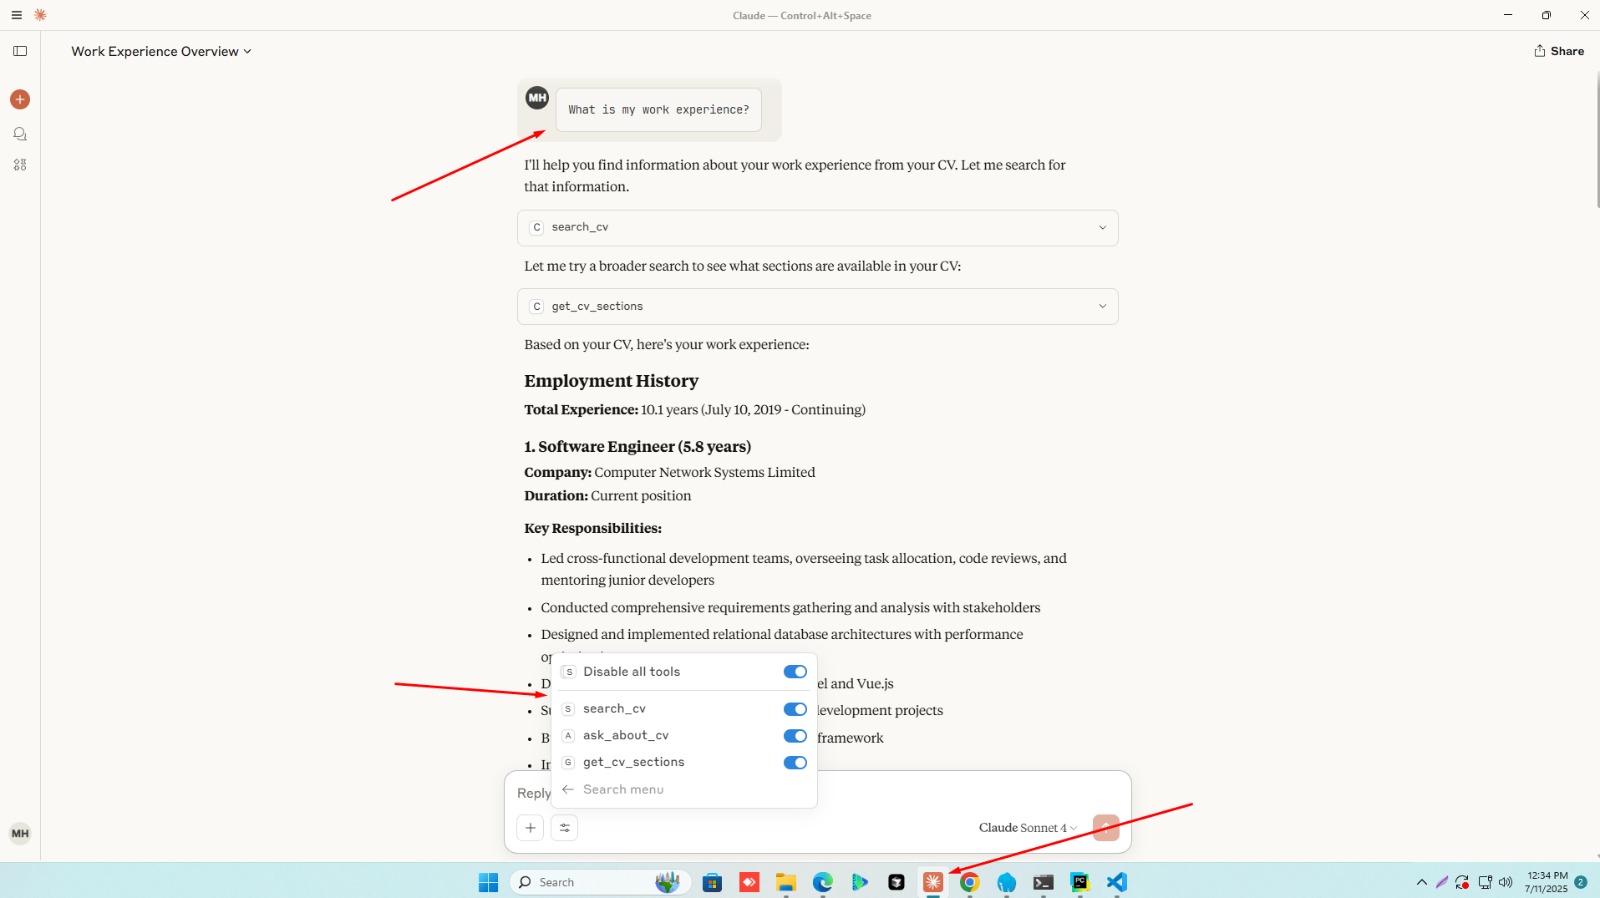 Claude — Control+Alt+Space
Work Experience Overview
Share
MH
What is my work experience?
I'll help you find information about your work experience from your CV. Let me search for
that information.
C search_cv
Let me try a broader search to see what sections are available in your CV:
C get_cv_sections
Based on your CV, here's your work experience:
Employment History
Total Experience: 10.1 years (July 10, 2019 - Continuing)
1. Software Engineer (5.8 years)
Company: Computer Network Systems Limited
Duration: Current position
Key Responsibilities:
• Led cross-functional development teams, overseeing task allocation, code reviews, and
mentoring junior developers
• Conducted comprehensive requirements gathering and analysis with stakeholders
• Designed and implemented relational database architectures with performance
S Disable all tools
and Vue.js
S search_cv
development projects
A ask_about_cv
framework
G get_cv_sections
← Search menu
Reply
Claude Sonnet 4
MH
Search
PC
12:34 PM
7/11/2025
2